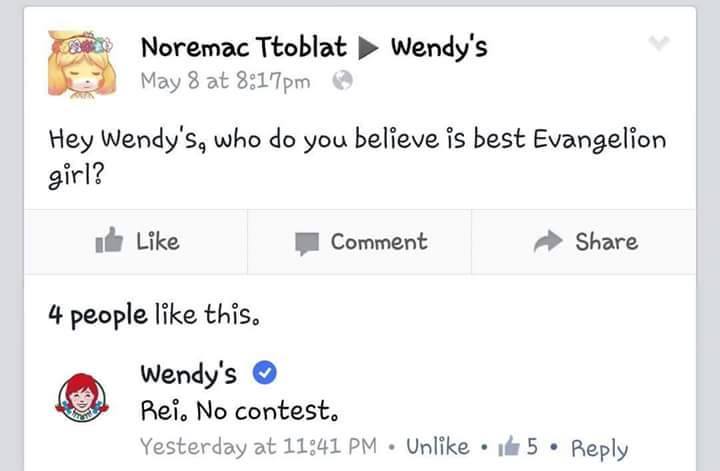 Noremac Ttoblat ▶ Wendy's
May 8 at 8:17pm
Hey Wendy's, who do you believe is best Evangelion
girl?
Like Comment Share
4 people like this.
Wendy's
Rei. No contest.
Yesterday at 11:41 PM • Unlike • 5 • Reply